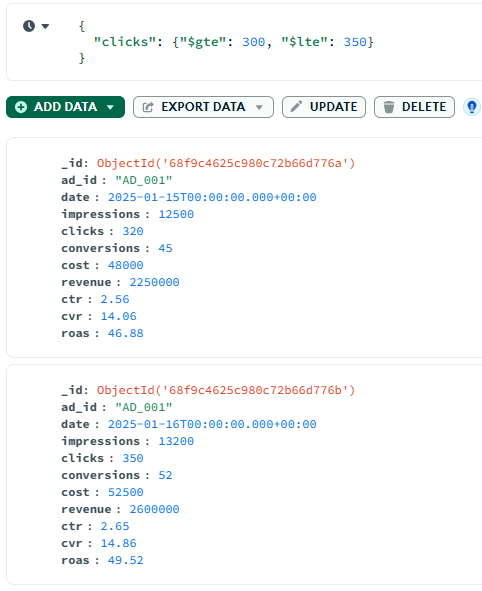 {
"clicks": {"$gte": 300, "$lte": 350}
}
ADD DATA
EXPORT DATA
UPDATE
DELETE
_id: ObjectId('68f9c4625c980c72b66d776a')
ad_id : "AD_001"
date : 2025-01-15T00:00:00.000+00:00
impressions : 12500
clicks : 320
conversions : 45
cost : 48000
revenue : 2250000
ctr : 2.56
cvr : 14.06
roas : 46.88
_id: ObjectId('68f9c4625c980c72b66d776b')
ad_id : "AD_001"
date : 2025-01-16T00:00:00.000+00:00
impressions : 13200
clicks : 350
conversions : 52
cost : 52500
revenue : 2600000
ctr : 2.65
cvr : 14.86
roas : 49.52